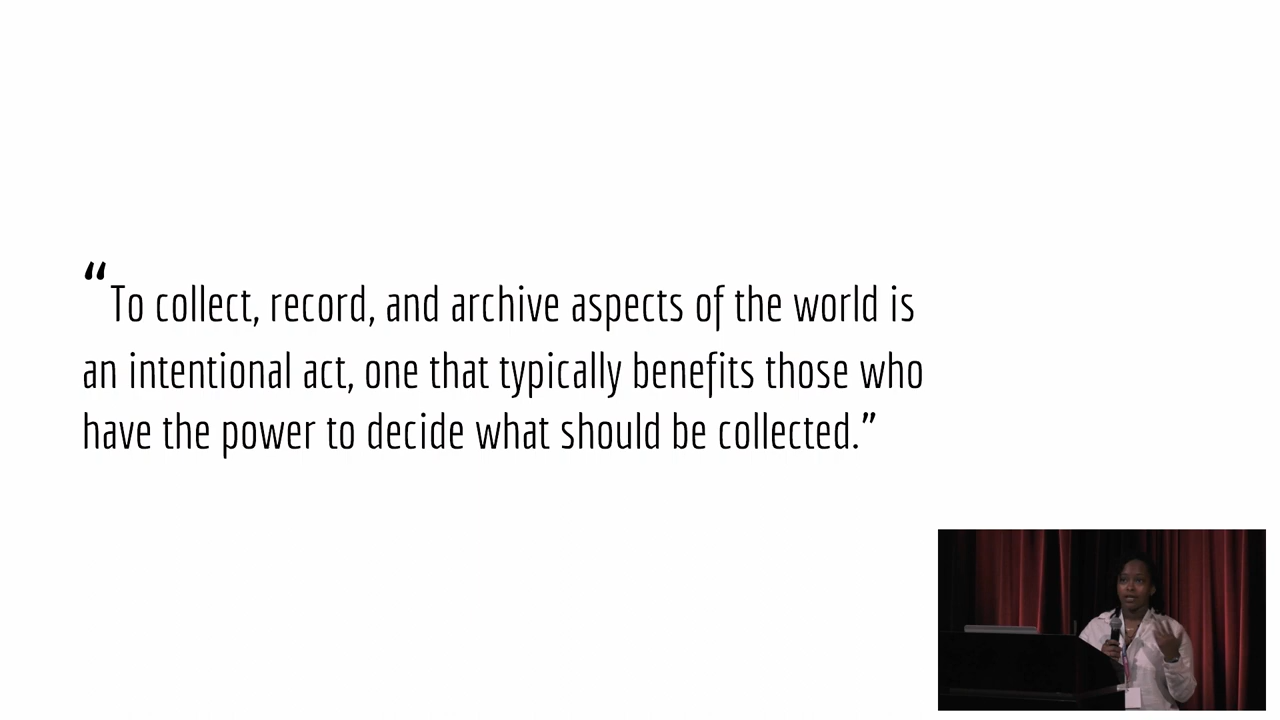 “To collect, record, and archive aspects of the world is
an intentional act, one that typically benefits those who
have the power to decide what should be collected.”